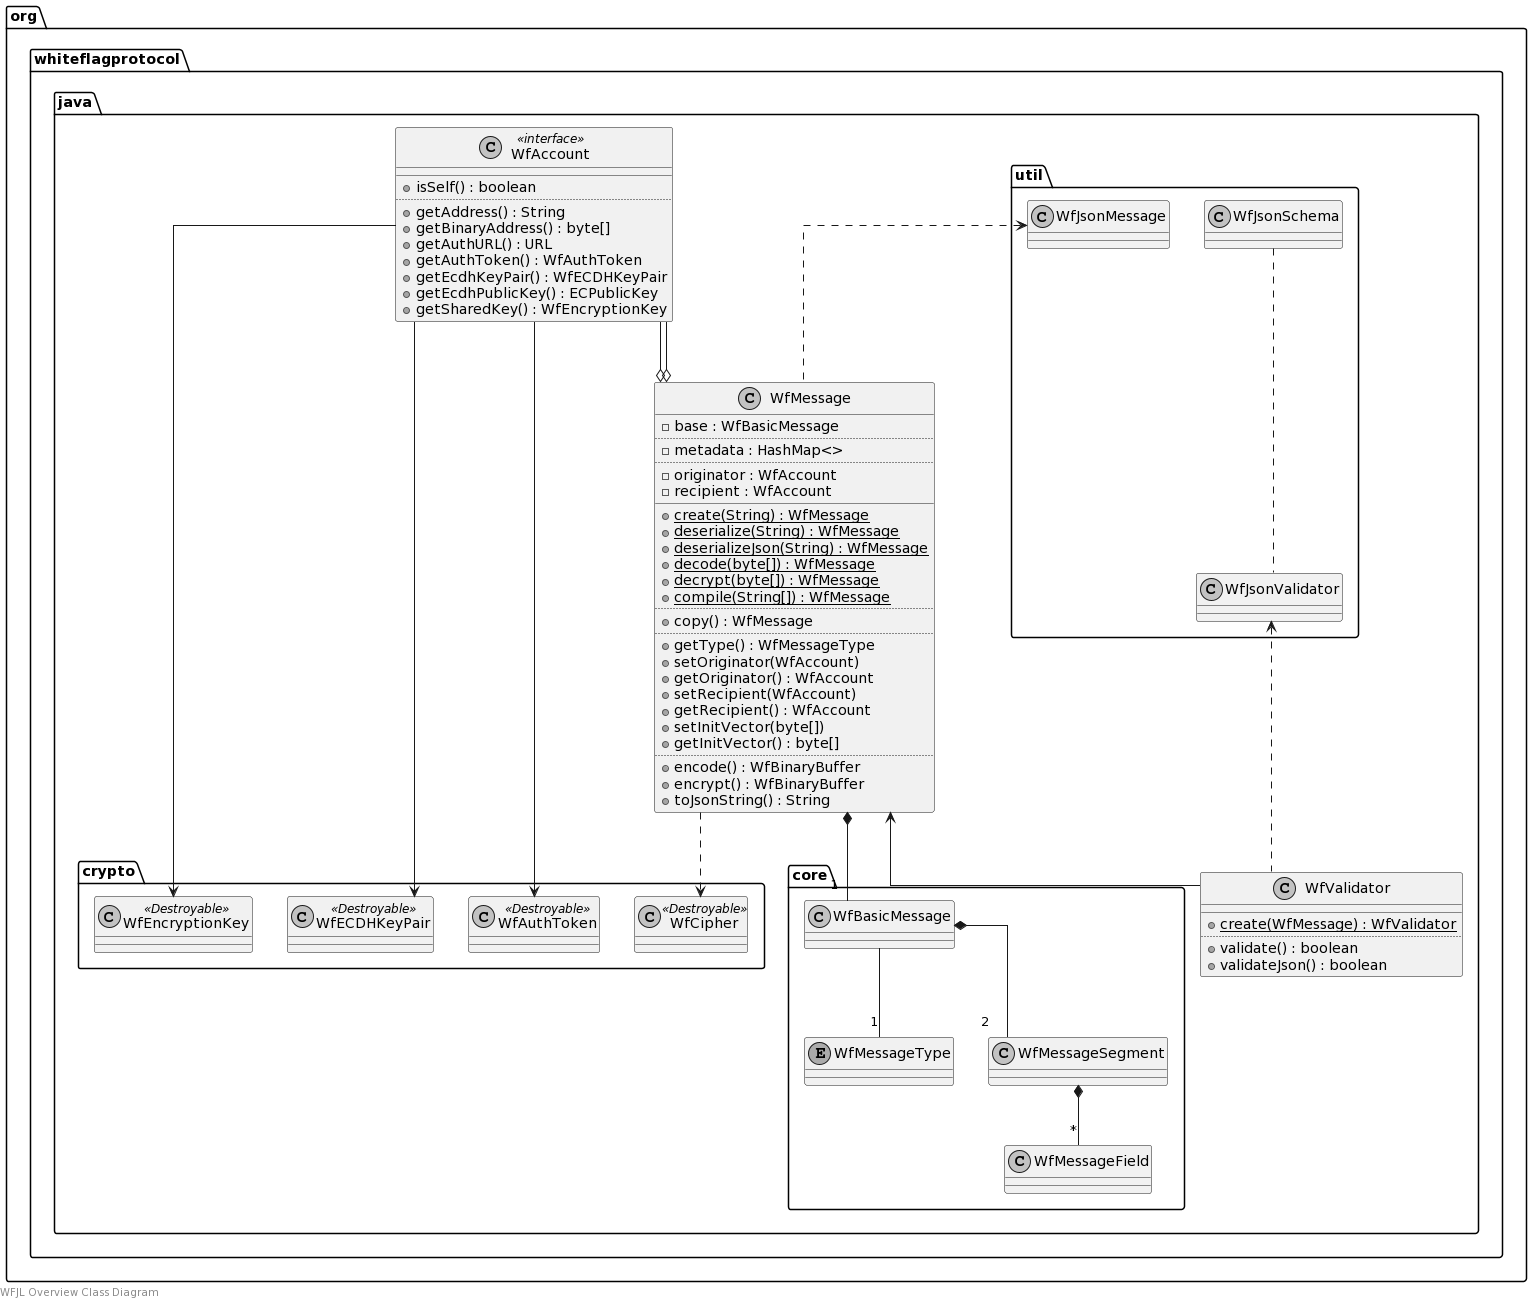 org
whiteflagprotocol
java
C «interface»
WfAccount
isSelf() : boolean
getAddress() : String
getBinaryAddress() : byte[]
getAuthURL() : URL
getAuthToken() : WfAuthToken
getEcdhKeyPair() : WfECDHKeyPair
getEcdhPublicKey() : ECPublicKey
getSharedKey() : WfEncryptionKey
util
C WfJsonMessage
C WfJsonSchema
C WfJsonValidator
C WfMessage
base : WfBasicMessage
metadata : HashMap<>
originator : WfAccount
recipient : WfAccount
create(String) : WfMessage
deserialize(String) : WfMessage
deserializeJson(String) : WfMessage
decode(byte[]) : WfMessage
decrypt(byte[]) : WfMessage
compile(String[]) : WfMessage
copy() : WfMessage
getType() : WfMessageType
setOriginator(WfAccount)
getOriginator() : WfAccount
setRecipient(WfAccount)
getRecipient() : WfAccount
setInitVector(byte[])
getInitVector() : byte[]
encode() : WfBinaryBuffer
encrypt() : WfBinaryBuffer
toJsonString() : String
crypto
C «Destroyable»
WfEncryptionKey
C «Destroyable»
WfECDHKeyPair
C «Destroyable»
WfAuthToken
C «Destroyable»
WfCipher
core
1
C WfBasicMessage
1
2
E WfMessageType
C WfMessageSegment
*
C WfMessageField
C WfValidator
create(WfMessage) : WfValidator
validate() : boolean
validateJson() : boolean
WFJL Overview Class Diagram